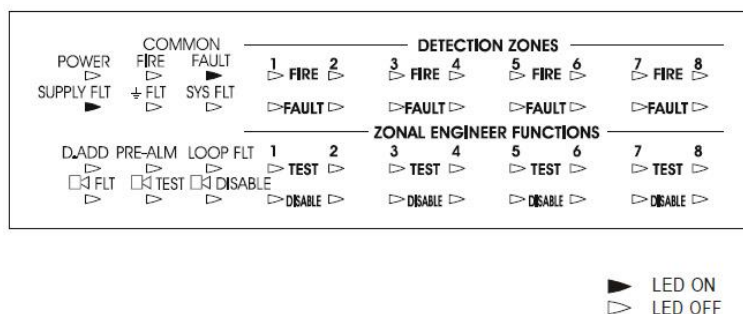 COMMON
DETECTION ZONES
POWER FIRE FAULT 1 FIRE 2 3 FIRE 4 5 FIRE 6 7 FIRE 8
SUPPLY FLT ⏚ FLT SYS FLT FAULT FAULT FAULT FAULT
ZONAL ENGINEER FUNCTIONS
D.ADD PRE-ALM LOOP FLT 1 TEST 2 3 TEST 4 5 TEST 6 7 TEST 8
FLT TEST DISABLE DISABLE DISABLE DISABLE DISABLE
LED ON
LED OFF